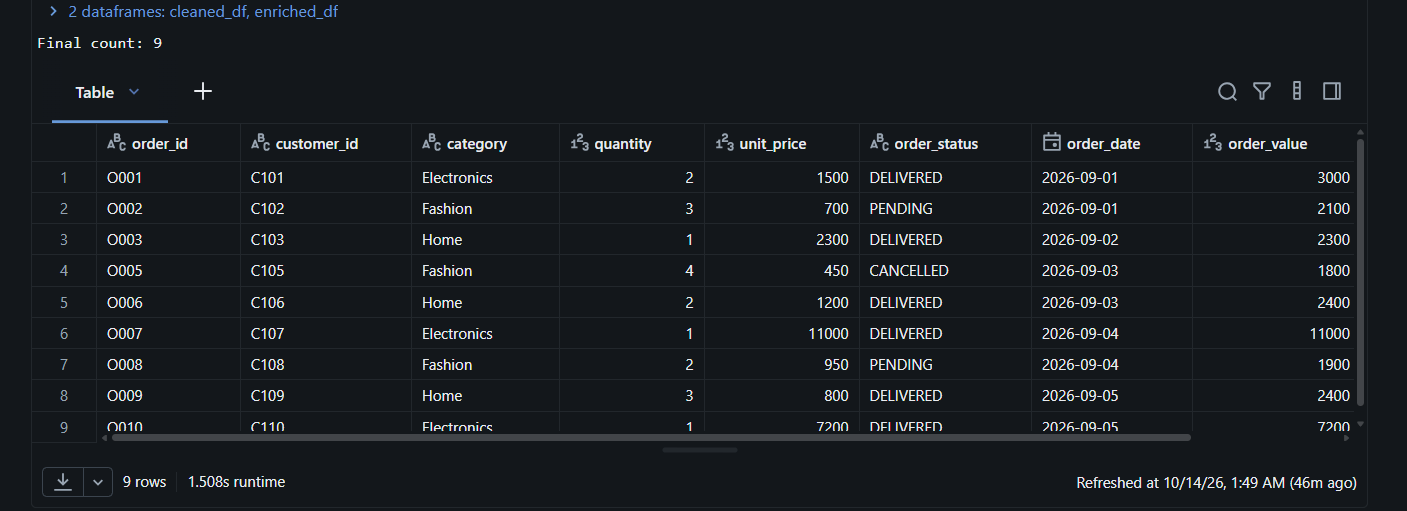 2 dataframes: cleaned_df, enriched_df
Final count: 9
Table
order_id customer_id category quantity unit_price order_status order_date order_value
1 O001 C101 Electronics 2 1500 DELIVERED 2026-09-01 3000
2 O002 C102 Fashion 3 700 PENDING 2026-09-01 2100
3 O003 C103 Home 1 2300 DELIVERED 2026-09-02 2300
4 O005 C105 Fashion 4 450 CANCELLED 2026-09-03 1800
5 O006 C106 Home 2 1200 DELIVERED 2026-09-03 2400
6 O007 C107 Electronics 1 11000 DELIVERED 2026-09-04 11000
7 O008 C108 Fashion 2 950 PENDING 2026-09-04 1900
8 O009 C109 Home 3 800 DELIVERED 2026-09-05 2400
9 O010 C110 Electronics 1 7200 DELIVERED 2026-09-05 7200
9 rows 1.508s runtime Refreshed at 10/14/26, 1:49 AM (46m ago)